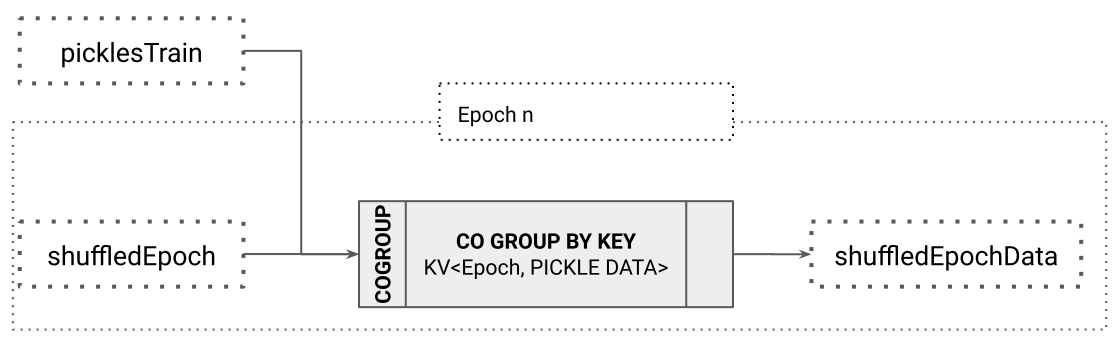 picklesTrain
Epoch n
shuffledEpoch
COGROUP
CO GROUP BY KEY
KV<Epoch, PICKLE DATA>
shuffledEpochData